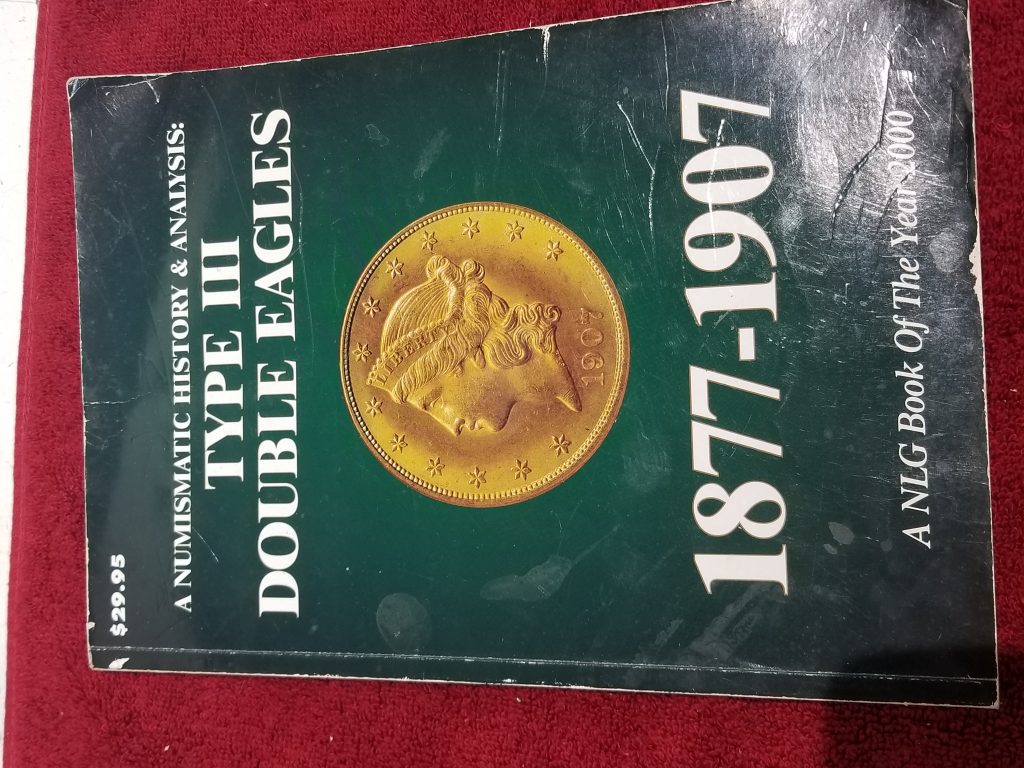 $29.95
A NUMISMATIC HISTORY & ANALYSIS:
TYPE III
DOUBLE EAGLES
LIBERTY
1907
1877-1907
A NLG Book Of The Year 2000